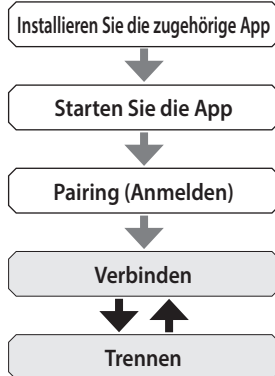 Installieren Sie die zugehörige App
Starten Sie die App
Pairing (Anmelden)
Verbinden
Trennen